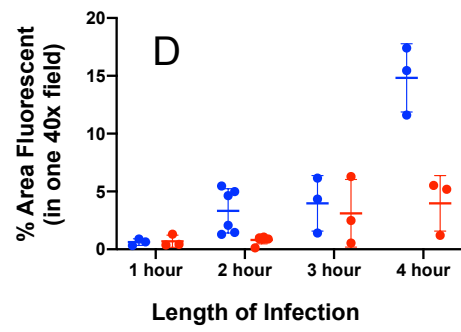 D
% Area Fluorescent
(in one 40x field)
20
15
10
5
0
1 hour 2 hour 3 hour 4 hour
Length of Infection